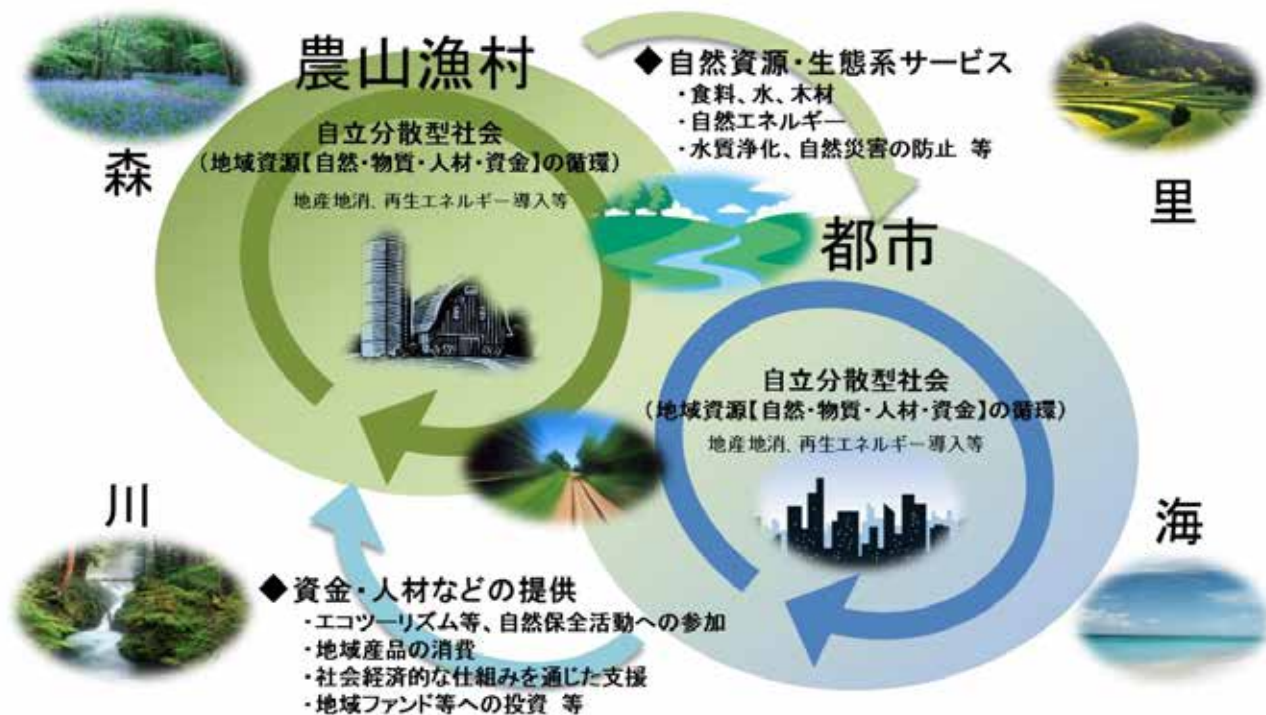 農山漁村
◆自然資源・生態系サービス
・食料、水、木材
・自然エネルギー
・水質浄化、自然災害の防止 等
森
自立分散型社会
（地域資源【自然・物質・人材・資金】の循環）
地産地消、再生エネルギー導入等
里
都市
自立分散型社会
（地域資源【自然・物質・人材・資金】の循環）
地産地消、再生エネルギー導入等
川
海
◆資金・人材などの提供
・エコツーリズム等、自然保全活動への参加
・地域産品の消費
・社会経済的な仕組みを通じた支援
・地域ファンド等への投資 等